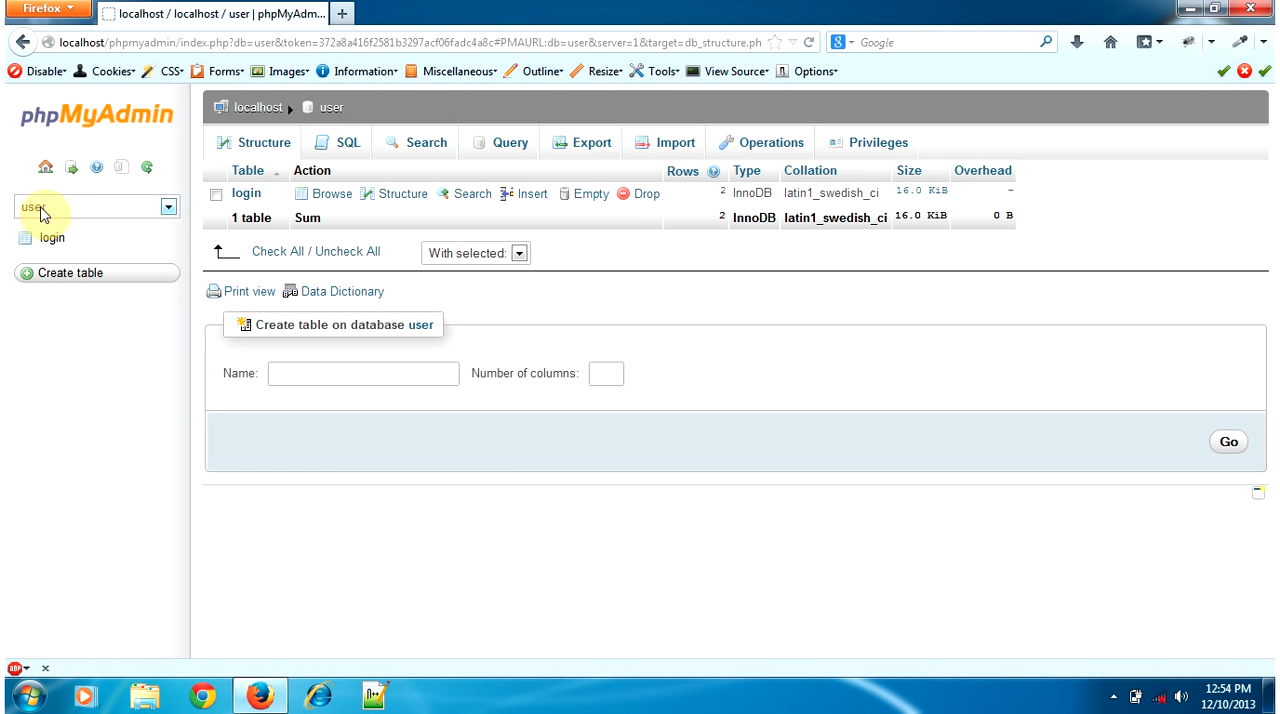 Firefox
localhost / localhost / user | phpMyAdm...
localhost/phpmyadmin/index.php?db=user&token=372a8a416f2581b3297acf06fadc4a8c#PMAURL:db=user&server=1&target=db_structure.ph
Google
Disable Cookies CSS Forms Images Information Miscellaneous Outline Resize Tools View Source Options
phpMyAdmin
localhost user
Structure SQL Search Query Export Import Operations Privileges
Table Action Rows Type Collation Size Overhead
login Browse Structure Search Insert Empty Drop 2 InnoDB latin1_swedish_ci 16.0 KiB -
1 table Sum 2 InnoDB latin1_swedish_ci 16.0 KiB 0 B
user
login
Create table
Check All / Uncheck All With selected:
Print view Data Dictionary
Create table on database user
Name: Number of columns:
Go
ABP
12:54 PM
12/10/2013